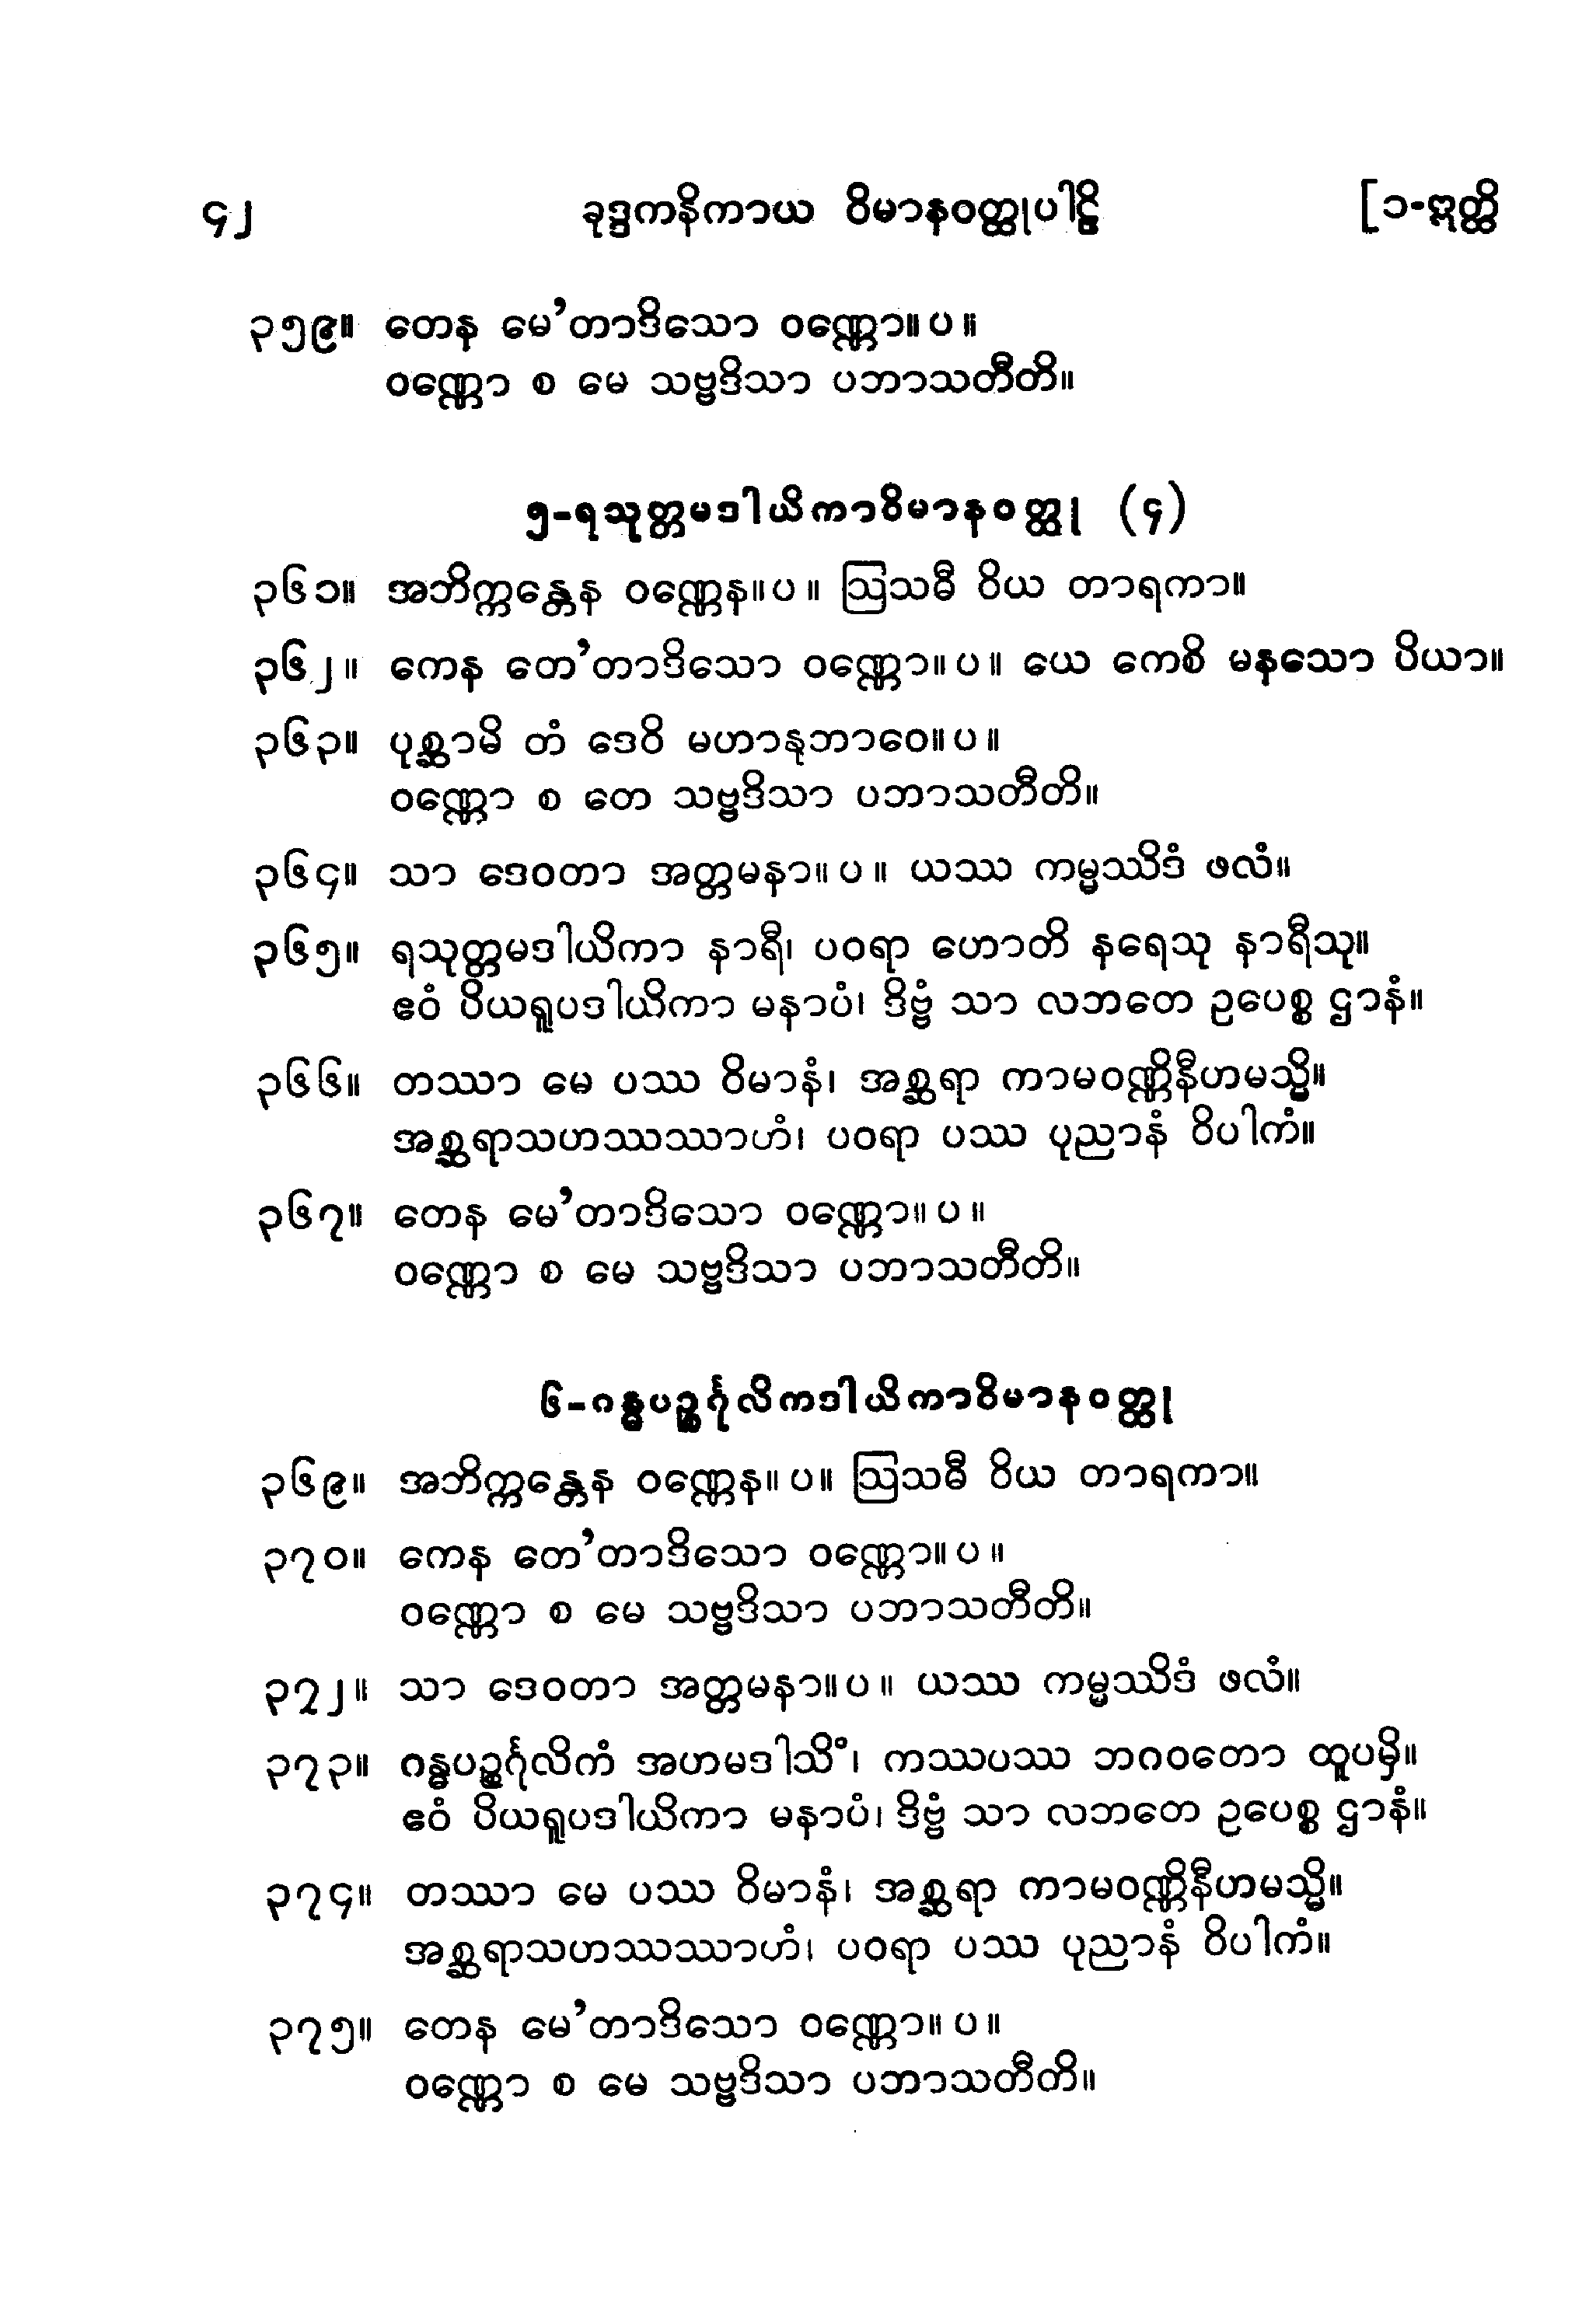 ၄၂ ခုဒ္ဒကနိကာယ ဝိမာနဝတ္ထုပါဠိ [၁-ဣတ္ထိ
၃၅၉။ တေန မေ’တာဒိသော ဝဏ္ဏော။ပ။
ဝဏ္ဏော စ မေ သဗ္ဗဒိသာ ပဘာသတီတိ။
၅-ရသုတ္တမဒါယိကာဝိမာနဝတ္ထု (၄)
၃၆၁။ အဘိက္ကန္တေန ဝဏ္ဏေန။ပ။ ဩသဓီ ဝိယ တာရကာ။
၃၆၂။ ကေန တေ’တာဒိသော ဝဏ္ဏော။ပ။ ယေ ကေစိ မနသော ပိယာ။
၃၆၃။ ပုစ္ဆာမိ တံ ဒေဝိ မဟာနုဘာဝေ။ပ။
ဝဏ္ဏော စ တေ သဗ္ဗဒိသာ ပဘာသတီတိ။
၃၆၄။ သာ ဒေဝတာ အတ္တမနာ။ပ။ ယဿ ကမ္မဿိဒံ ဖလံ။
၃၆၅။ ရသုတ္တမဒါယိကာ နာရီ၊ ပဝရာ ဟောတိ နရေသု နာရီသု။
ဧဝံ ပိယရူပဒါယိကာ မနာပံ၊ ဒိဗ္ဗံ သာ လဘတေ ဥပေစ္စ ဌာနံ။
၃၆၆။ တဿာ မေ ပဿ ဝိမာနံ၊ အစ္ဆရာ ကာမဝဏ္ဏိနီဟမသ္မိ။
အစ္ဆရာသဟဿဿာဟံ၊ ပဝရာ ပဿ ပုညာနံ ဝိပါကံ။
၃၆၇။ တေန မေ’တာဒိသော ဝဏ္ဏော။ပ။
ဝဏ္ဏော စ မေ သဗ္ဗဒိသာ ပဘာသတီတိ။
၆-ဂန္ဓပဉ္စင်္ဂုလိကဒါယိကာဝိမာနဝတ္ထု
၃၆၉။ အဘိက္ကန္တေန ဝဏ္ဏေန။ပ။ ဩသဓီ ဝိယ တာရကာ။
၃၇၀။ ကေန တေ’တာဒိသော ဝဏ္ဏော။ပ။
ဝဏ္ဏော စ မေ သဗ္ဗဒိသာ ပဘာသတီတိ။
၃၇၂။ သာ ဒေဝတာ အတ္တမနာ။ပ။ ယဿ ကမ္မဿိဒံ ဖလံ။
၃၇၃။ ဂန္ဓပဉ္စင်္ဂုလိကံ အဟမဒါသိံ၊ ကဿပဿ ဘဂဝတော ထူပမှိ။
ဧဝံ ပိယရူပဒါယိကာ မနာပံ၊ ဒိဗ္ဗံ သာ လဘတေ ဥပေစ္စ ဌာနံ။
၃၇၄။ တဿာ မေ ပဿ ဝိမာနံ၊ အစ္ဆရာ ကာမဝဏ္ဏိနီဟမသ္မိ။
အစ္ဆရာသဟဿဿာဟံ၊ ပဝရာ ပဿ ပုညာနံ ဝိပါကံ။
၃၇၅။ တေန မေ’တာဒိသော ဝဏ္ဏော။ပ။
ဝဏ္ဏော စ မေ သဗ္ဗဒိသာ ပဘာသတီတိ။